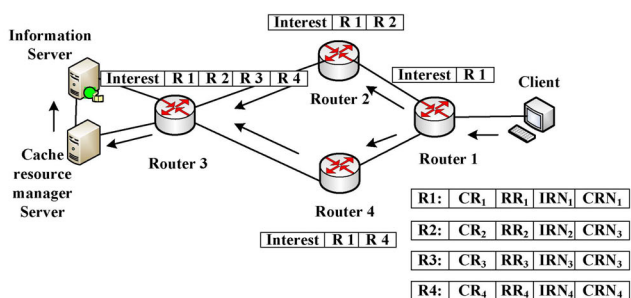 Interest R 1 R 2
Information
Server
Interest R 1 R 2 R 3 R 4
Interest R 1
Client
Router 2
Router 1
Router 3
Cache
resource
manager
Server
Router 4
Interest R 1 R 4
R1: CR1 RR1 IRN1 CRN1
R2: CR2 RR2 IRN2 CRN3
R3: CR3 RR3 IRN3 CRN3
R4: CR4 RR4 IRN4 CRN4